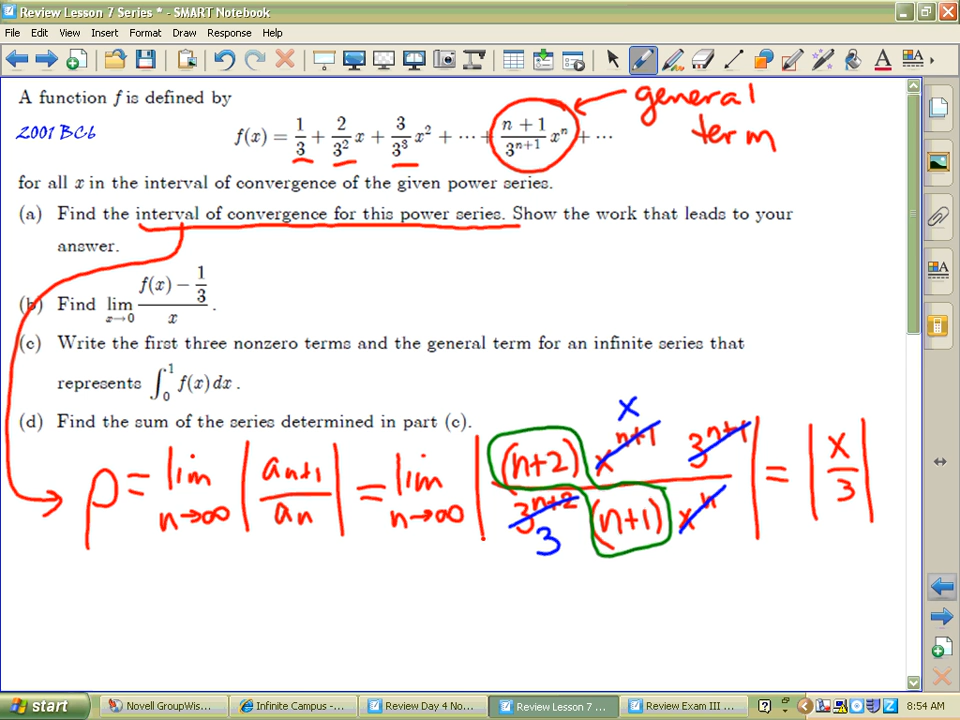 Review Lesson 7 Series * - SMART Notebook
File Edit View Insert Format Draw Response Help
A function f is defined by
general
2001 BC6
f(x) = 1/3 + 2/3² x + 3/3³ x² + ··· + (n + 1)/3ⁿ⁺¹ xⁿ + ···
term
for all x in the interval of convergence of the given power series.
(a) Find the interval of convergence for this power series. Show the work that leads to your
answer.
(b) Find lim x→0 (f(x) − 1/3)/x .
(c) Write the first three nonzero terms and the general term for an infinite series that
represents ∫₀¹ f(x) dx .
(d) Find the sum of the series determined in part (c).
x
ρ = lim n→∞ | aₙ₊₁ / aₙ | = lim n→∞ | (n+2) xⁿ⁺¹ 3ⁿ⁺¹ / 3ⁿ⁺² (n+1) xⁿ | = | x/3 |
3
start Novell GroupWis... Infinite Campus -... Review Day 4 No... Review Lesson 7 ... Review Exam III ... 8:54 AM